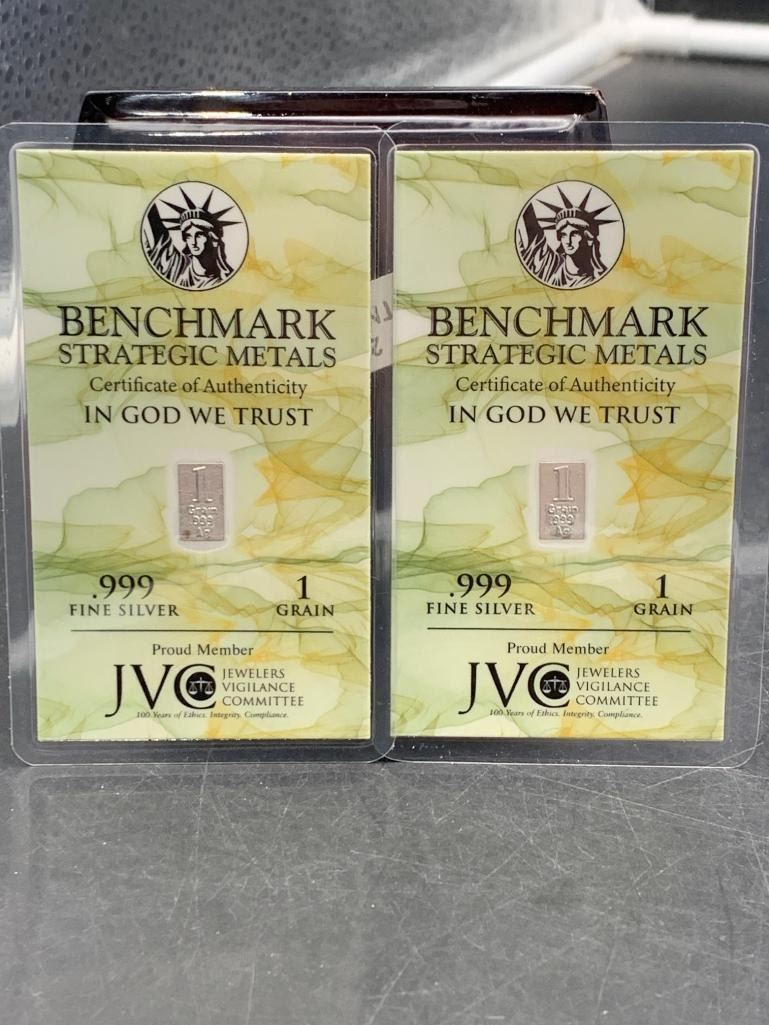 BENCHMARK
STRATEGIC METALS
Certificate of Authenticity
IN GOD WE TRUST
1
Grain
.999
Ag
.999
FINE SILVER
1
GRAIN
Proud Member
JVC
JEWELERS
VIGILANCE
COMMITTEE
100 Years of Ethics. Integrity. Compliance.
BENCHMARK
STRATEGIC METALS
Certificate of Authenticity
IN GOD WE TRUST
1
Grain
.999
Ag
.999
FINE SILVER
1
GRAIN
Proud Member
JVC
JEWELERS
VIGILANCE
COMMITTEE
100 Years of Ethics. Integrity. Compliance.